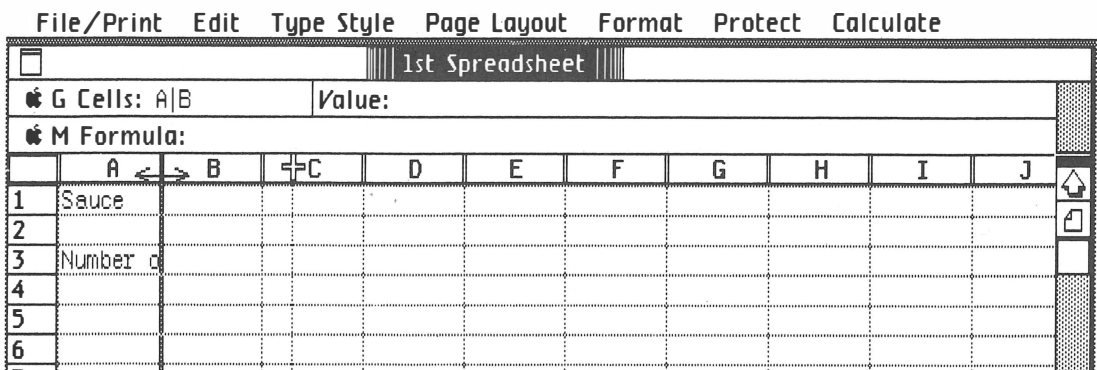 File/Print Edit Type Style Page Layout Format Protect Calculate
1st Spreadsheet
G Cells: A|B Value:
M Formula:
A B C D E F G H I J
1 Sauce
2
3 Number
4
5
6